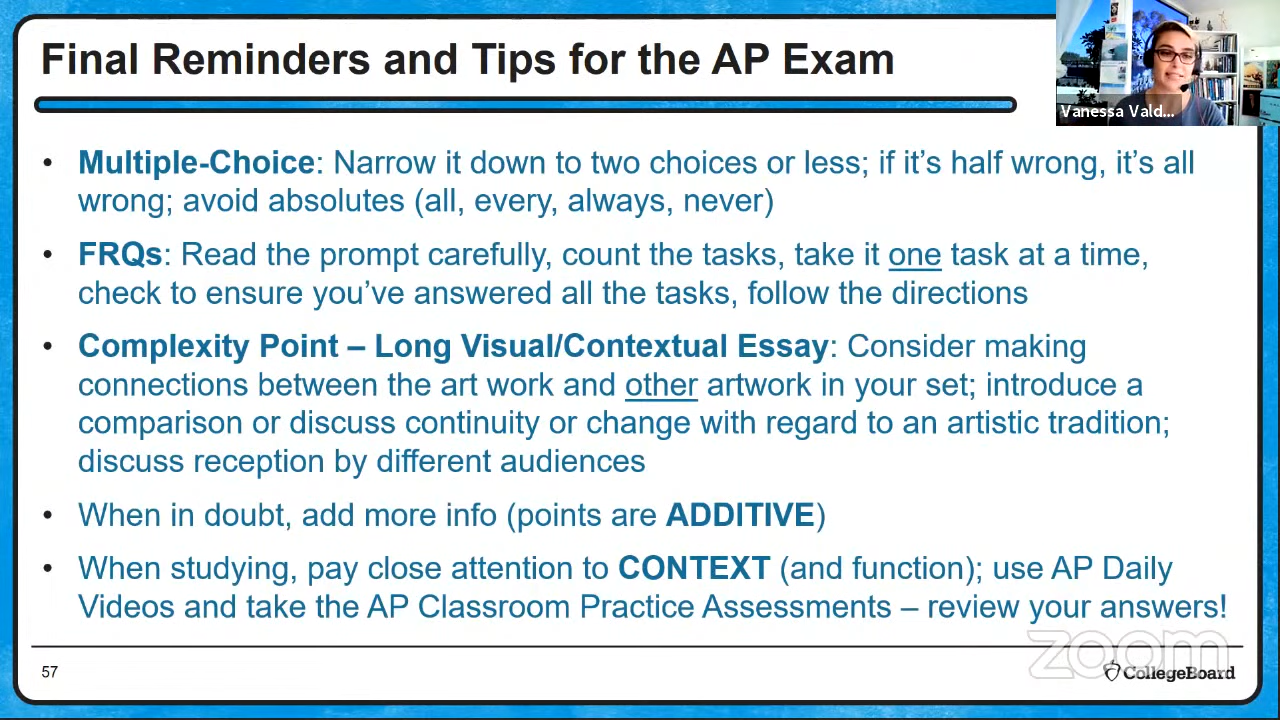 Final Reminders and Tips for the AP Exam
Vanessa Vald...
• Multiple-Choice: Narrow it down to two choices or less; if it's half wrong, it's all
wrong; avoid absolutes (all, every, always, never)
• FRQs: Read the prompt carefully, count the tasks, take it one task at a time,
check to ensure you've answered all the tasks, follow the directions
• Complexity Point – Long Visual/Contextual Essay: Consider making
connections between the art work and other artwork in your set; introduce a
comparison or discuss continuity or change with regard to an artistic tradition;
discuss reception by different audiences
• When in doubt, add more info (points are ADDITIVE)
• When studying, pay close attention to CONTEXT (and function); use AP Daily
Videos and take the AP Classroom Practice Assessments – review your answers!
zoom
57
CollegeBoard